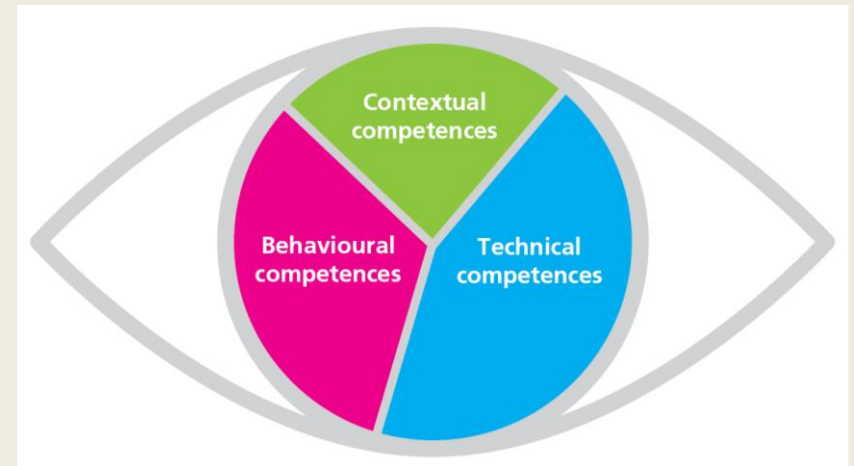 Contextual
competences
Behavioural
competences
Technical
competences